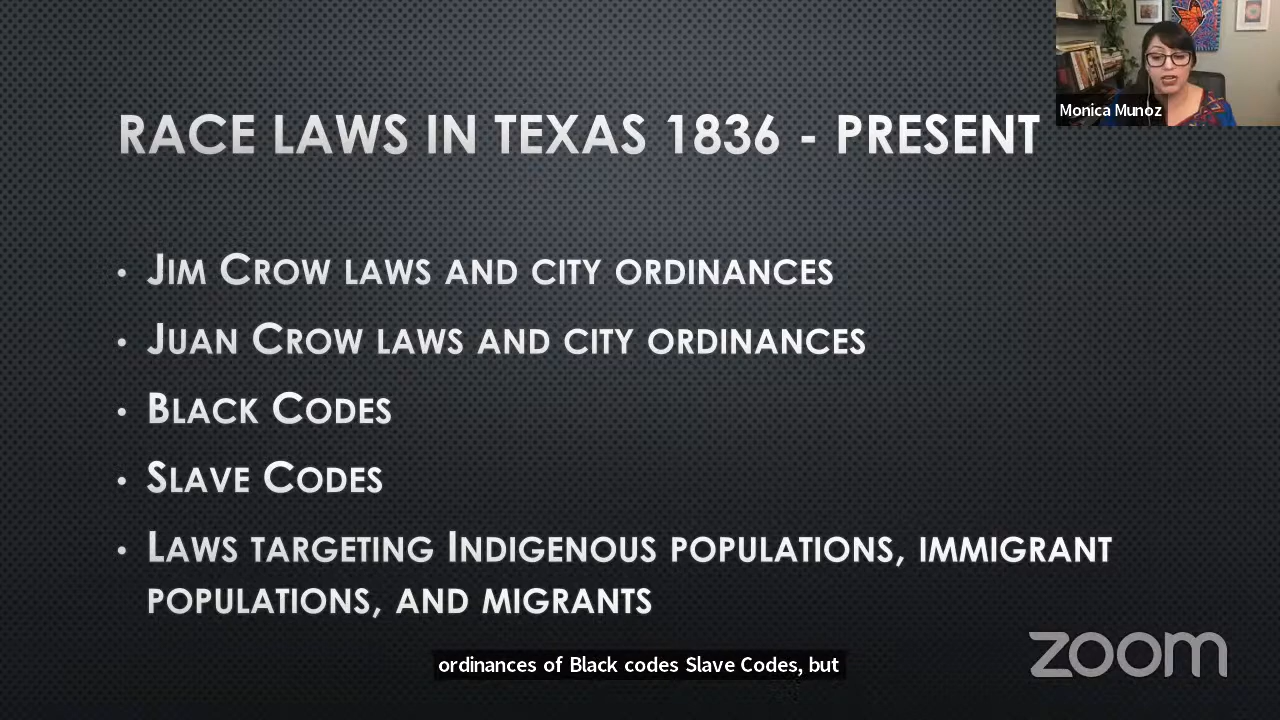 Monica Munoz
RACE LAWS IN TEXAS 1836 - PRESENT
• JIM CROW LAWS AND CITY ORDINANCES
• JUAN CROW LAWS AND CITY ORDINANCES
• BLACK CODES
• SLAVE CODES
• LAWS TARGETING INDIGENOUS POPULATIONS, IMMIGRANT
POPULATIONS, AND MIGRANTS
ordinances of Black codes Slave Codes, but
zoom